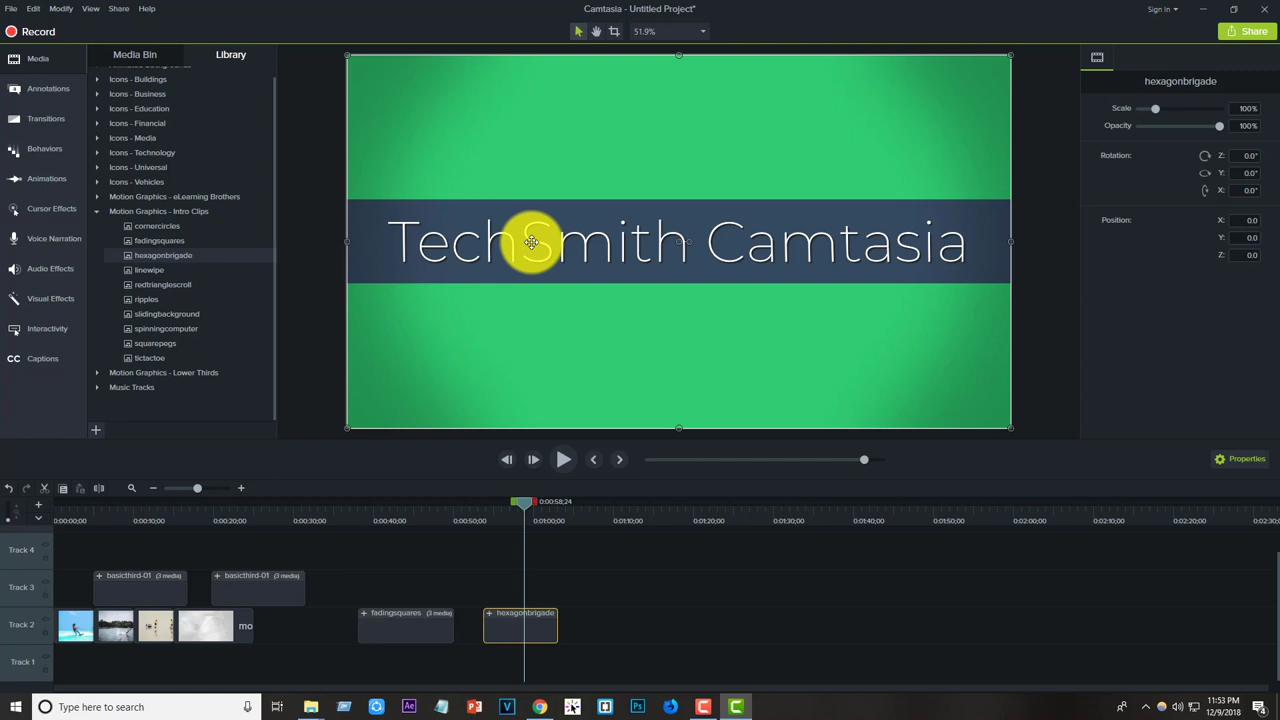 File Edit Modify View Share Help
Camtasia - Untitled Project*
Sign In
Record
51.9%
Share
Media
Annotations
Transitions
Behaviors
Animations
Cursor Effects
Voice Narration
Audio Effects
Visual Effects
Interactivity
CC Captions
Media Bin Library
Icons - Buildings
Icons - Business
Icons - Education
Icons - Financial
Icons - Media
Icons - Technology
Icons - Universal
Icons - Vehicles
Motion Graphics - eLearning Brothers
Motion Graphics - Intro Clips
cornercircles
fadingsquares
hexagonbrigade
linewipe
redtrianglescroll
ripples
slidingbackground
spinningcomputer
squarepegs
tictactoe
Motion Graphics - Lower Thirds
Music Tracks
TechSmith Camtasia
hexagonbrigade
Scale 100%
Opacity 100%
Rotation: Z: 0.0°
Y: 0.0°
X: 0.0°
Position: X: 0.0
Y: 0.0
Z: 0.0
Properties
0:00:58;24
0:00:00;00 0:00:10;00 0:00:20;00 0:00:30;00 0:00:40;00 0:00:50;00 0:01:00;00 0:01:10;00 0:01:20;00 0:01:30;00 0:01:40;00 0:01:50;00 0:02:00;00 0:02:10;00 0:02:20;00
Track 4
Track 3
basicthird-01 (3 media) basicthird-01 (3 media)
Track 2
mo
fadingsquares (3 media) hexagonbrigade
Track 1
Type here to search
Ae
V
Ps
11:53 PM
12/9/2018
4